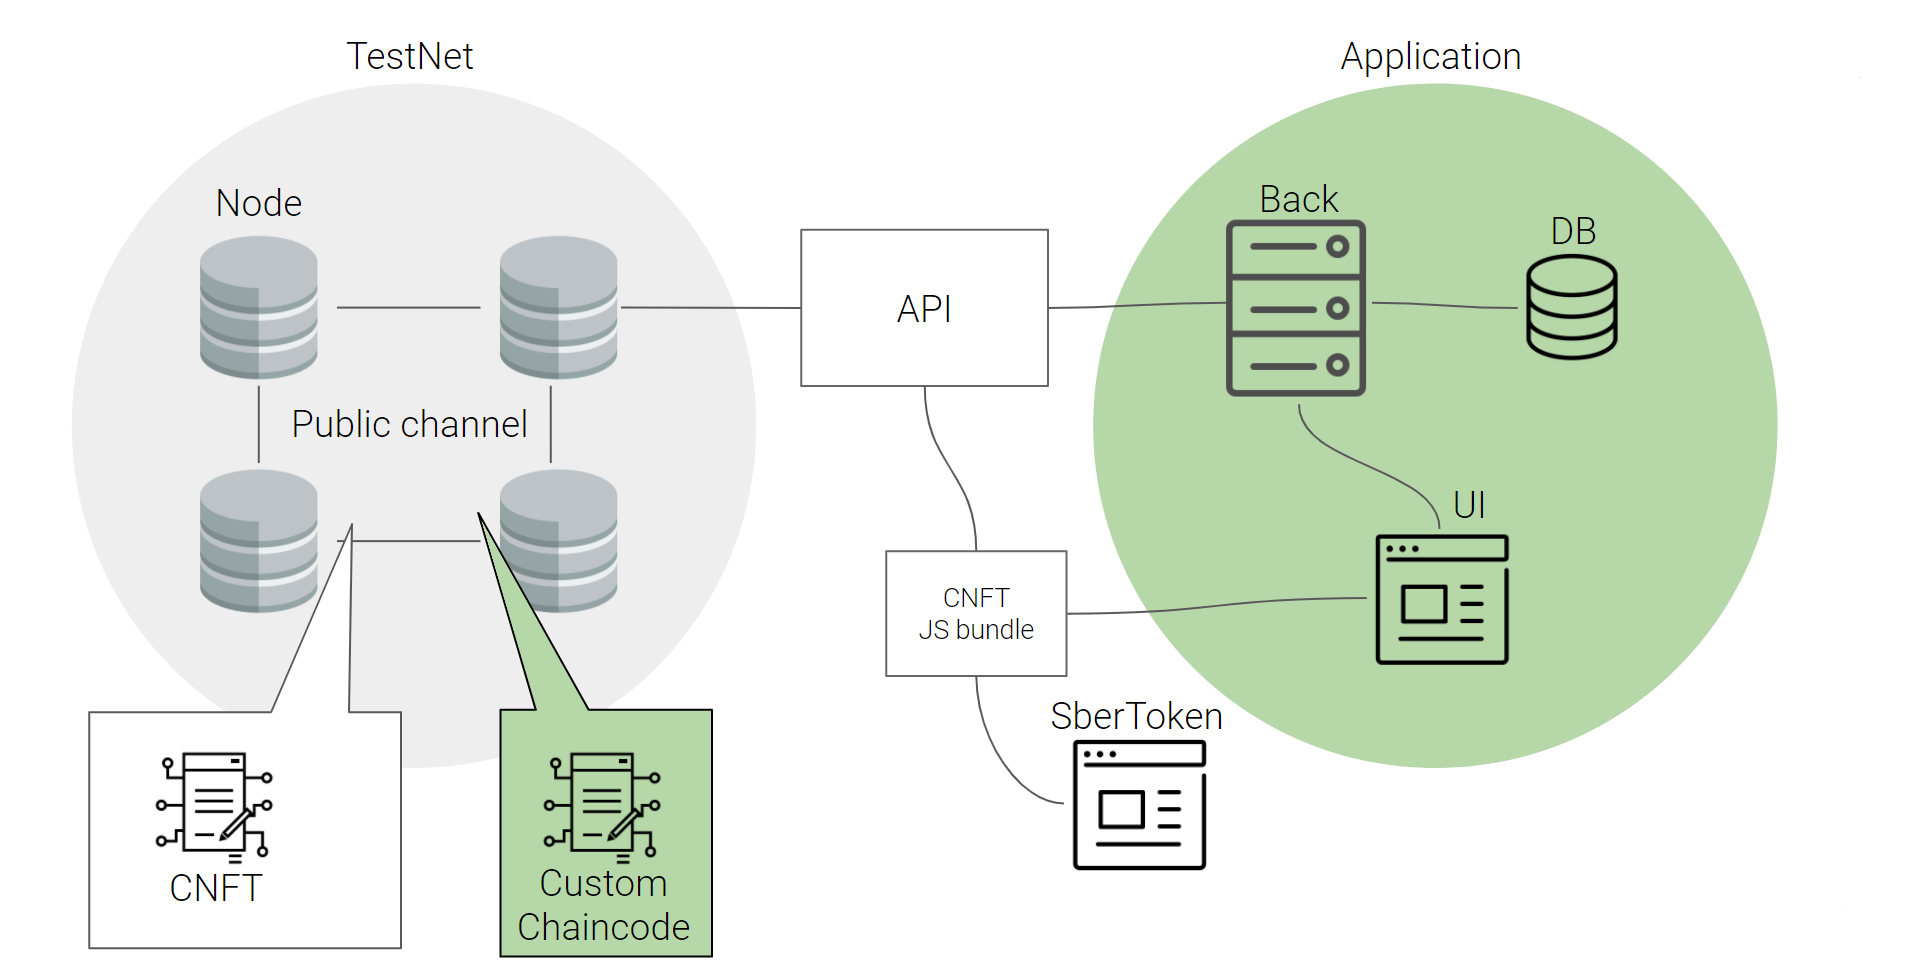 TestNet
Application
Node
Back
DB
API
Public channel
UI
CNFT
JS bundle
SberToken
CNFT
Custom
Chaincode